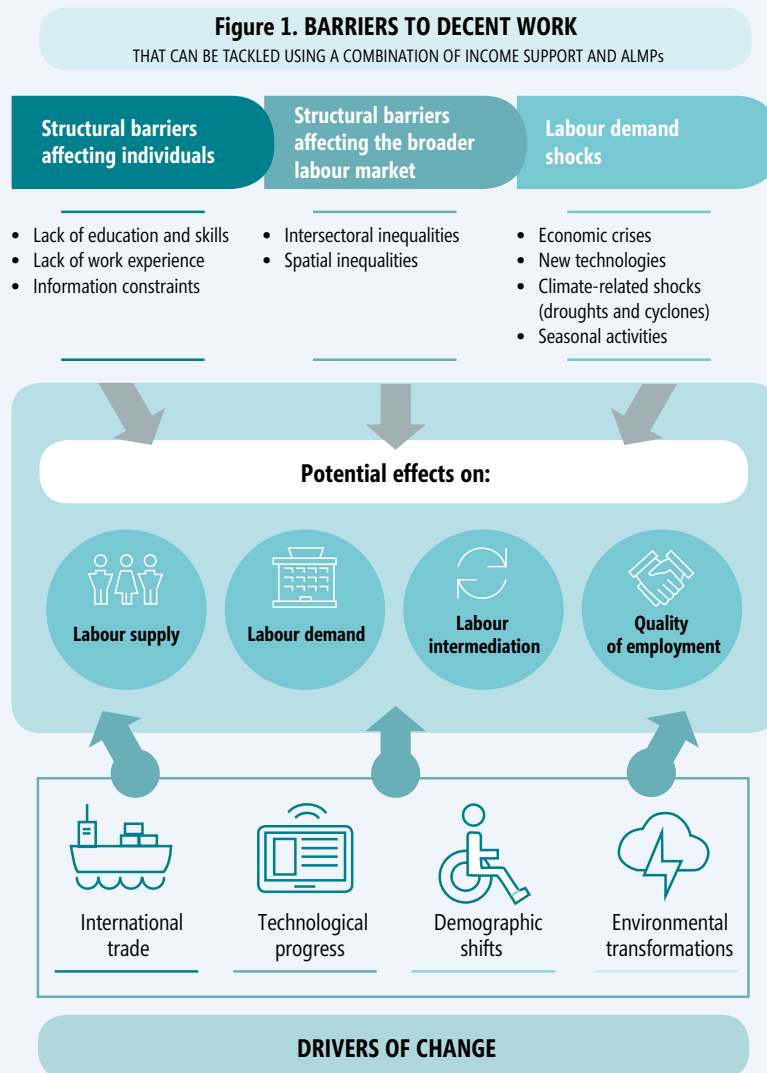 Figure 1. BARRIERS TO DECENT WORK
THAT CAN BE TACKLED USING A COMBINATION OF INCOME SUPPORT AND ALMPs
Structural barriers
affecting individuals
Structural barriers
affecting the broader
labour market
Labour demand
shocks
• Lack of education and skills
• Lack of work experience
• Information constraints
• Intersectoral inequalities
• Spatial inequalities
• Economic crises
• New technologies
• Climate-related shocks
(droughts and cyclones)
• Seasonal activities
Potential effects on:
Labour supply
Labour demand
Labour
intermediation
Quality
of employment
International
trade
Technological
progress
Demographic
shifts
Environmental
transformations
DRIVERS OF CHANGE